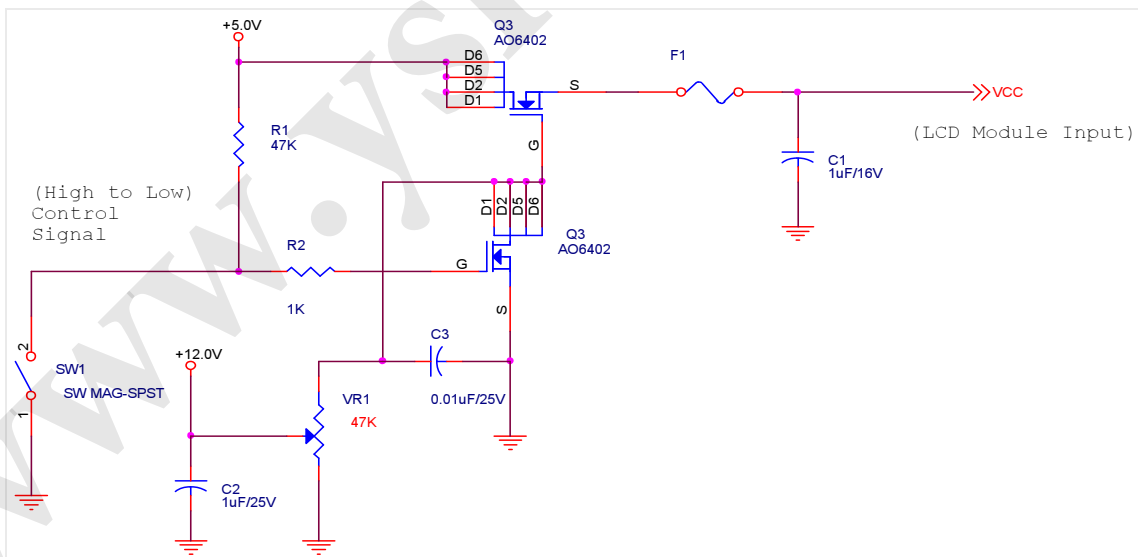 +5.0V
Q3
AO6402
D6
D5
D2
D1
S
G
F1
VCC
(LCD Module Input)
R1
47K
C1
1uF/16V
(High to Low)
Control
Signal
D1
D2
D5
D6
Q3
AO6402
R2
1K
G
S
C3
0.01uF/25V
+12.0V
2
SW1
SW MAG-SPST
1
VR1
47K
C2
1uF/25V
www.ys